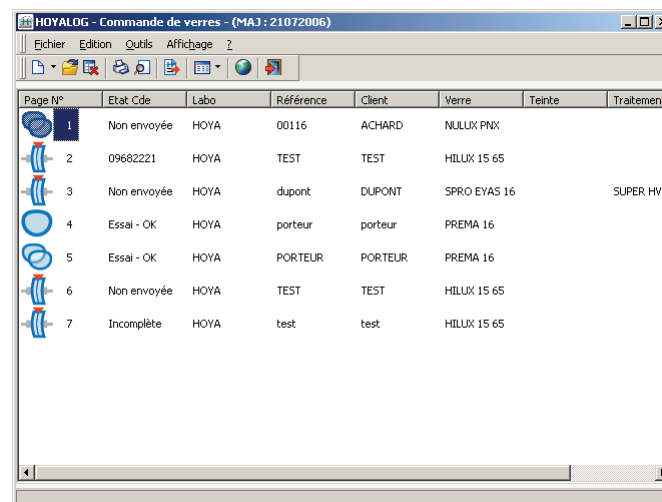 HOYALOG - Commande de verres - (MAJ : 21072006)
Fichier Edition Outils Affichage ?
Page N° Etat Cde Labo Référence Client Verre Teinte Traitemen
1 Non envoyée HOYA 00116 ACHARD NULUX PNX
2 09682221 HOYA TEST TEST HILUX 15 65
3 Non envoyée HOYA dupont DUPONT SPRO EYAS 16 SUPER HV
4 Essai - OK HOYA porteur porteur PREMA 16
5 Essai - OK HOYA PORTEUR PORTEUR PREMA 16
6 Non envoyée HOYA TEST TEST HILUX 15 65
7 Incomplète HOYA test test HILUX 15 65